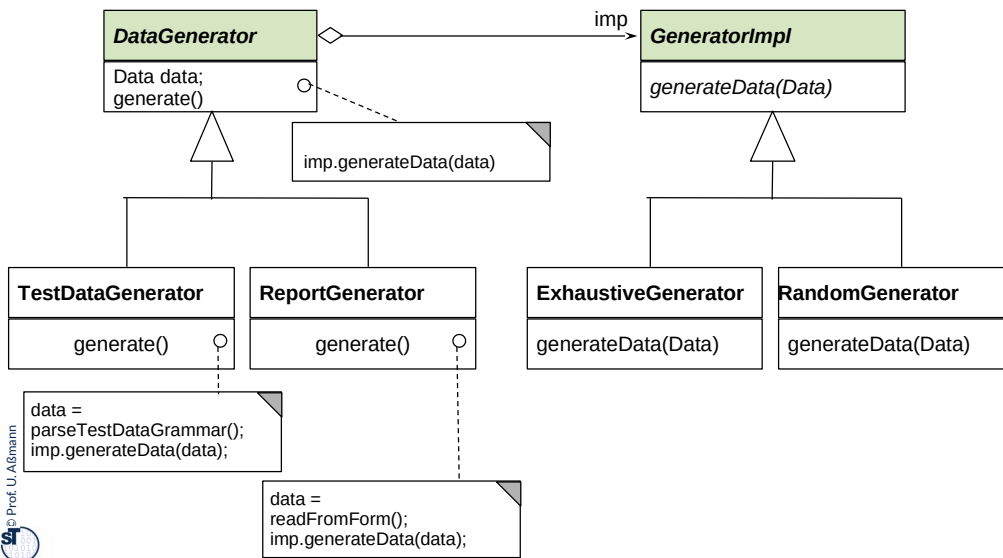 imp
DataGenerator
GeneratorImpl
Data data;
generate()
generateData(Data)
imp.generateData(data)
TestDataGenerator
ReportGenerator
ExhaustiveGenerator
RandomGenerator
generate()
generate()
generateData(Data)
generateData(Data)
data =
parseTestDataGrammar();
imp.generateData(data);
data =
readFromForm();
imp.generateData(data);
© Prof. U. Aßmann
ST